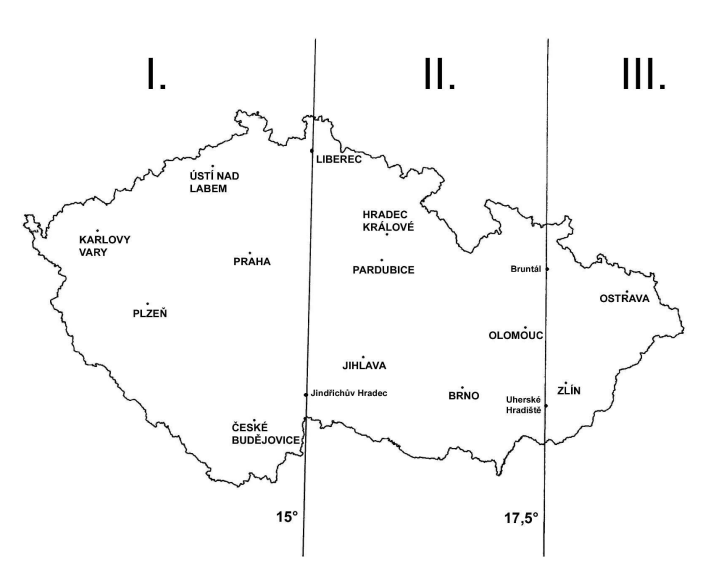 I.
II.
III.
LIBEREC
ÚSTÍ NAD
LABEM
HRADEC
KRÁLOVÉ
KARLOVY
VARY
PRAHA
PARDUBICE
Bruntál
OSTRAVA
PLZEŇ
OLOMOUC
JIHLAVA
Jindřichův Hradec
BRNO
Uherské
Hradiště
ZLÍN
ČESKÉ
BUDĚJOVICE
15°
17,5°